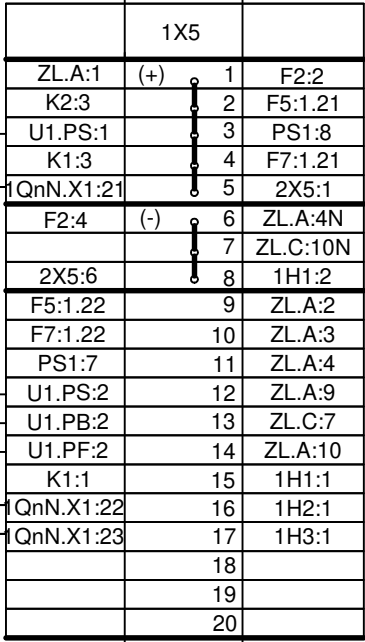 1X5
ZL.A:1 (+) 1 F2:2
K2:3 2 F5:1.21
U1.PS:1 3 PS1:8
K1:3 4 F7:1.21
1QnN.X1:21 5 2X5:1
F2:4 (-) 6 ZL.A:4N
7 ZL.C:10N
2X5:6 8 1H1:2
F5:1.22 9 ZL.A:2
F7:1.22 10 ZL.A:3
PS1:7 11 ZL.A:4
U1.PS:2 12 ZL.A:9
U1.PB:2 13 ZL.C:7
U1.PF:2 14 ZL.A:10
K1:1 15 1H1:1
1QnN.X1:22 16 1H2:1
1QnN.X1:23 17 1H3:1
18
19
20